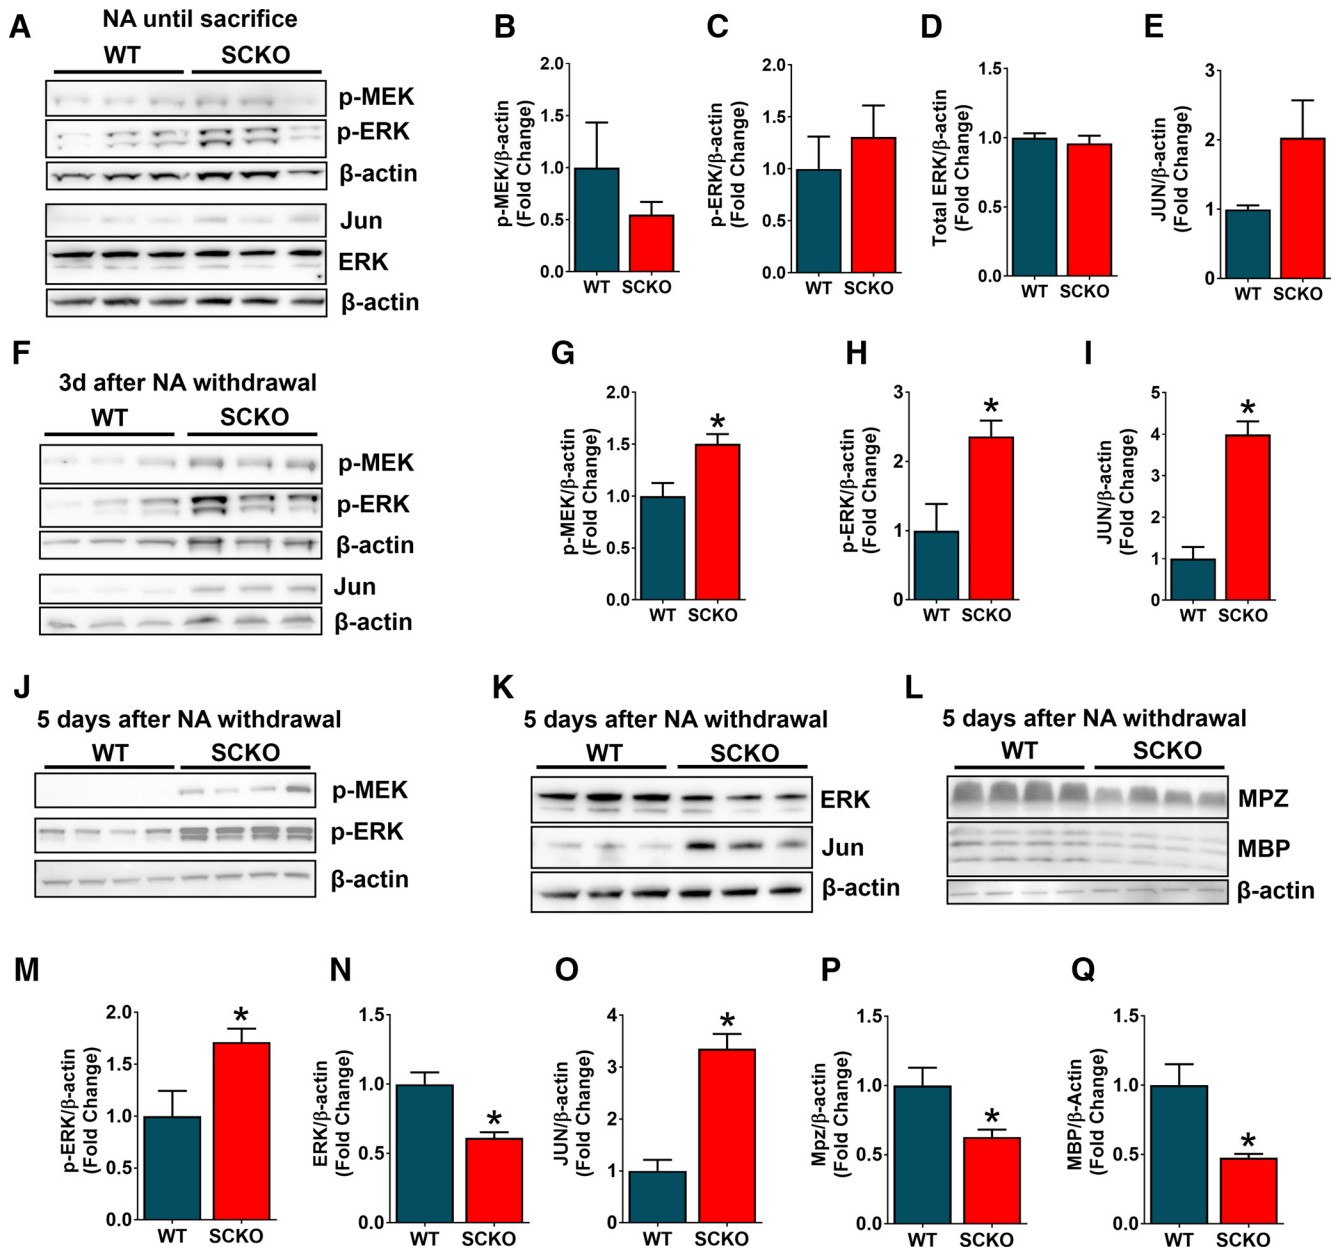 A
NA until sacrifice
WT SCKO
p-MEK
p-ERK
β-actin
Jun
ERK
β-actin
B
p-MEK/β-actin
(Fold Change)
2.0
1.5
1.0
0.5
0.0
WT SCKO
C
p-ERK/β-actin
(Fold Change)
2.0
1.5
1.0
0.5
0.0
WT SCKO
D
Total ERK/β-actin
(Fold Change)
1.5
1.0
0.5
0.0
WT SCKO
E
JUN/β-actin
(Fold Change)
3
2
1
0
WT SCKO
F
3d after NA withdrawal
WT SCKO
p-MEK
p-ERK
β-actin
Jun
β-actin
G
p-MEK/β-actin
(Fold Change)
2.0
1.5
1.0
0.5
0.0
*
WT SCKO
H
p-ERK/β-actin
(Fold Change)
3
2
1
0
*
WT SCKO
I
JUN/β-actin
(Fold Change)
5
4
3
2
1
0
*
WT SCKO
J
5 days after NA withdrawal
WT SCKO
p-MEK
p-ERK
β-actin
K
5 days after NA withdrawal
WT SCKO
ERK
Jun
β-actin
L
5 days after NA withdrawal
WT SCKO
MPZ
MBP
β-actin
M
p-ERK/β-actin
(Fold Change)
2.0
1.5
1.0
0.5
0.0
*
WT SCKO
N
ERK/β-actin
(Fold Change)
1.5
1.0
0.5
0.0
*
WT SCKO
O
JUN/β-actin
(Fold Change)
4
3
2
1
0
*
WT SCKO
P
Mpz/β-actin
(Fold Change)
1.5
1.0
0.5
0.0
*
WT SCKO
Q
MBP/β-Actin
(Fold Change)
1.5
1.0
0.5
0.0
*
WT SCKO